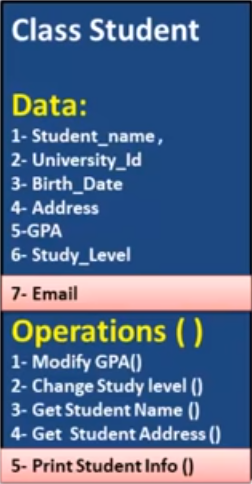 Class Student
Data:
1- Student_name ,
2- University_Id
3- Birth_Date
4- Address
5-GPA
6- Study_Level
7- Email
Operations ( )
1- Modify GPA()
2- Change Study level ()
3- Get Student Name ()
4- Get Student Address ()
5- Print Student Info ()